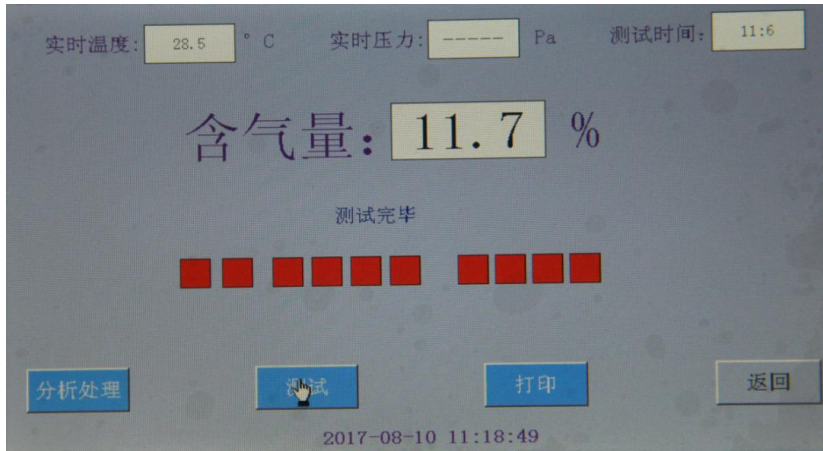 实时温度: 28.5 °C 实时压力: ----- Pa 测试时间: 11:6
含气量: 11.7 %
测试完毕
分析处理 测试 打印 返回
2017-08-10 11:18:49